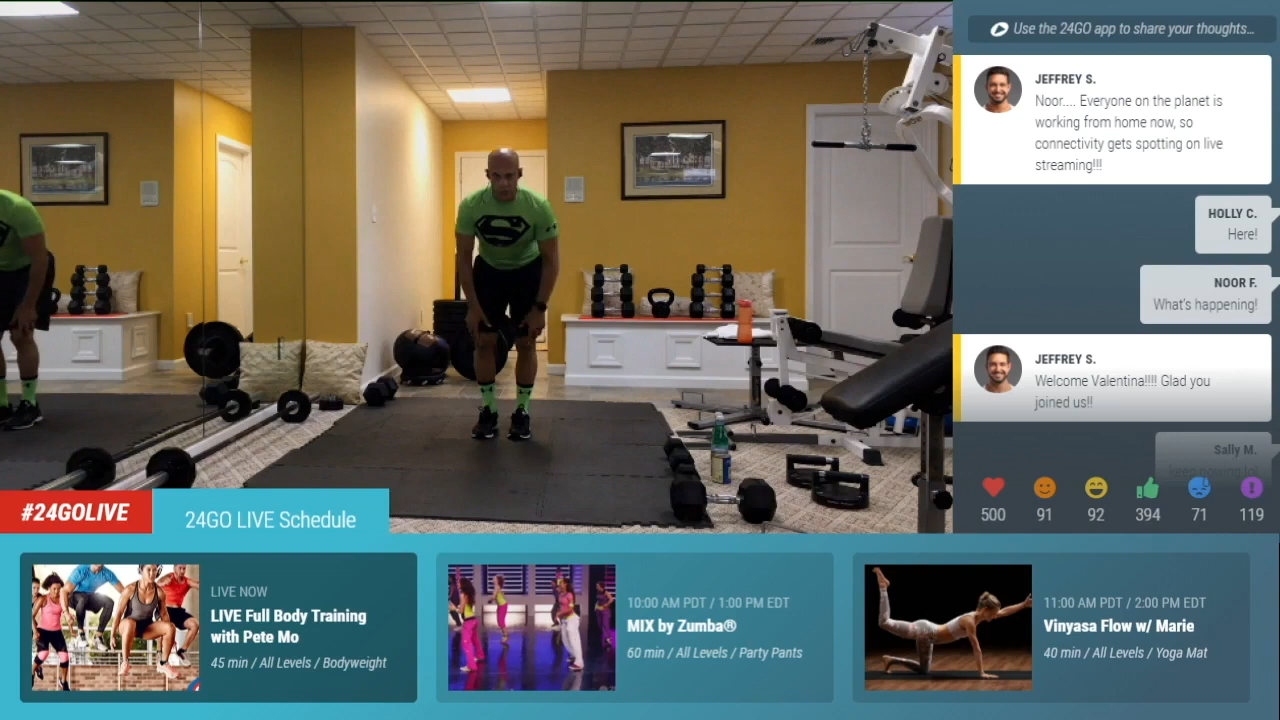 Use the 24GO app to share your thoughts...
JEFFREY S.
Noor.... Everyone on the planet is
working from home now, so
connectivity gets spotting on live
streaming!!!
HOLLY C.
Here!
NOOR F.
What's happening!
JEFFREY S.
Welcome Valentina!!!! Glad you
joined us!!
Sally M.
500
91
92
394
71
119
#24GOLIVE
24GO LIVE Schedule
LIVE NOW
LIVE Full Body Training
with Pete Mo
45 min / All Levels / Bodyweight
10:00 AM PDT / 1:00 PM EDT
MIX by Zumba®
60 min / All Levels / Party Pants
11:00 AM PDT / 2:00 PM EDT
Vinyasa Flow w/ Marie
40 min / All Levels / Yoga Mat